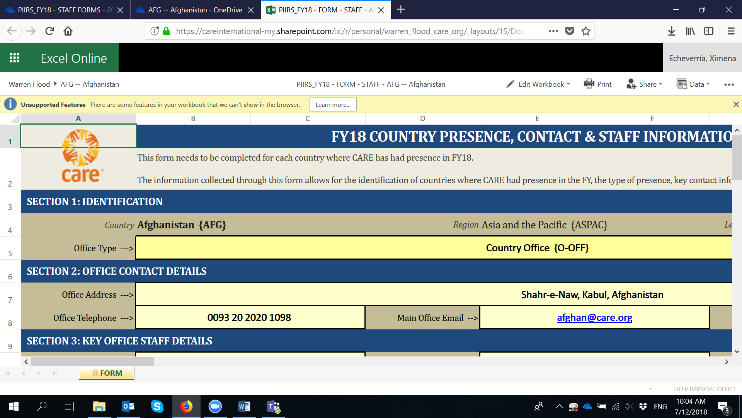 PIIRS_FY18 - STAFF FORMS - 20
AFG -- Afghanistan - OneDrive
PIIRS_FY18 - FORM - STAFF - A
https://careinternational-my.sharepoint.com/:x:/r/personal/warren_flood_care_org/_layouts/15/Doc
Excel Online
Echeverría, Ximena
Warren Flood
AFG -- Afghanistan
PIIRS_FY18 - FORM - STAFF - AFG -- Afghanistan
Edit Workbook
Print
Share
Data
Unsupported Features There are some features in your workbook that we can't show in the browser.
Learn more...
A B C D E F
1 FY18 COUNTRY PRESENCE, CONTACT & STAFF INFORMATIO
care
This form needs to be completed for each country where CARE has had presence in FY18.
2 The information collected through this form allows for the identification of countries where CARE had presence in the FY, the type of presence, key contact info
3 SECTION 1: IDENTIFICATION
4 Country Afghanistan {AFG} Region Asia and the Pacific {ASPAC} Le
5 Office Type ---> Country Office {O-OFF}
6 SECTION 2: OFFICE CONTACT DETAILS
7 Office Address ---> Shahr-e-Naw, Kabul, Afghanistan
8 Office Telephone ---> 0093 20 2020 1098 Main Office Email --> afghan@care.org
9 SECTION 3: KEY OFFICE STAFF DETAILS
FORM
HELP IMPROVE OFFICE
ENG
10:04 AM
7/12/2018
3